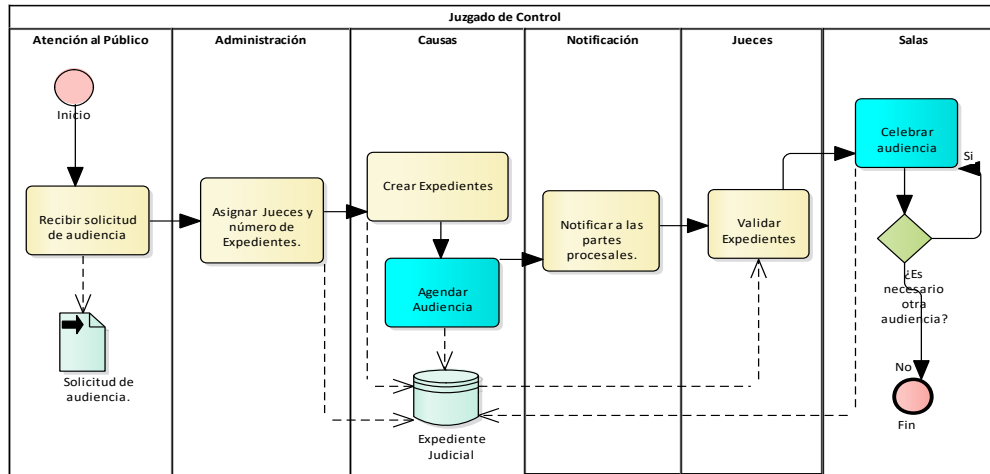 Juzgado de Control
Atención al Público
Administración
Causas
Notificación
Jueces
Salas
Inicio
Recibir solicitud
de audiencia
Solicitud de
audiencia.
Asignar Jueces y
número de
Expedientes.
Crear Expedientes
Agendar
Audiencia
Expediente
Judicial
Notificar a las
partes
procesales.
Validar
Expedientes
Celebrar
audiencia
Si
¿Es
necesario
otra
audiencia?
No
Fin